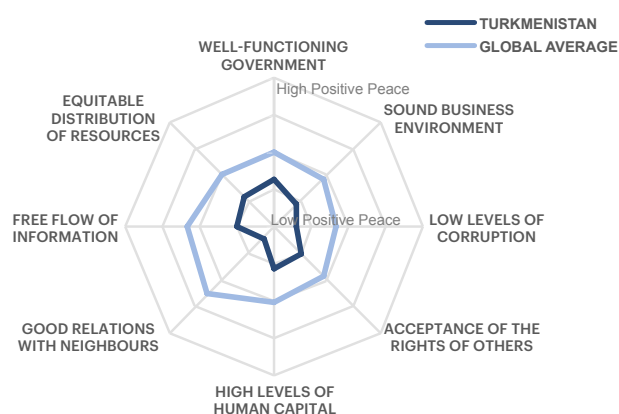 TURKMENISTAN
GLOBAL AVERAGE
WELL-FUNCTIONING
GOVERNMENT
High Positive Peace
EQUITABLE
DISTRIBUTION
OF RESOURCES
SOUND BUSINESS
ENVIRONMENT
FREE FLOW OF
INFORMATION
Low Positive Peace
LOW LEVELS OF
CORRUPTION
GOOD RELATIONS
WITH NEIGHBOURS
ACCEPTANCE OF THE
RIGHTS OF OTHERS
HIGH LEVELS OF
HUMAN CAPITAL